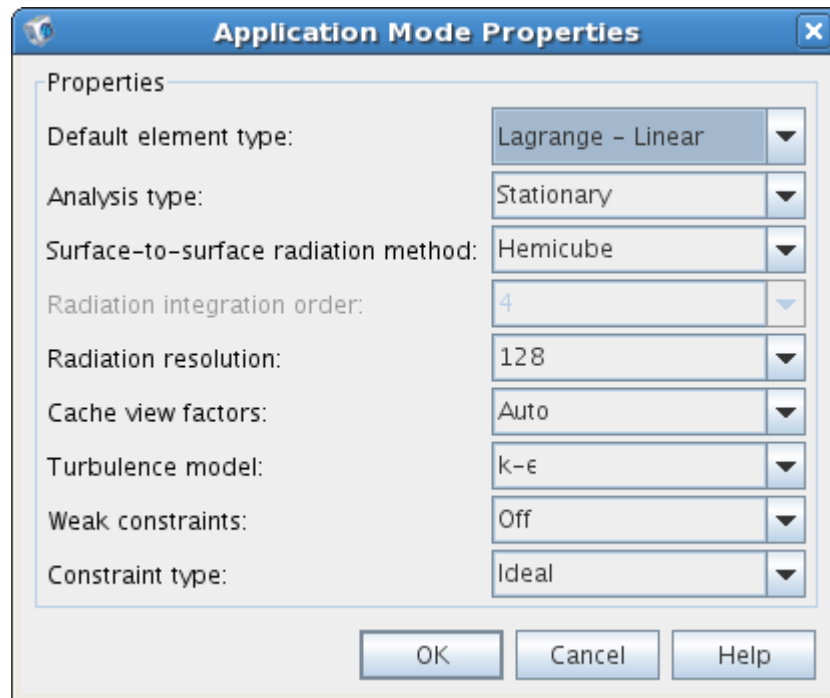 Application Mode Properties
Properties
Default element type: Lagrange - Linear
Analysis type: Stationary
Surface-to-surface radiation method: Hemicube
Radiation integration order: 4
Radiation resolution: 128
Cache view factors: Auto
Turbulence model: k-ϵ
Weak constraints: Off
Constraint type: Ideal
OK Cancel Help